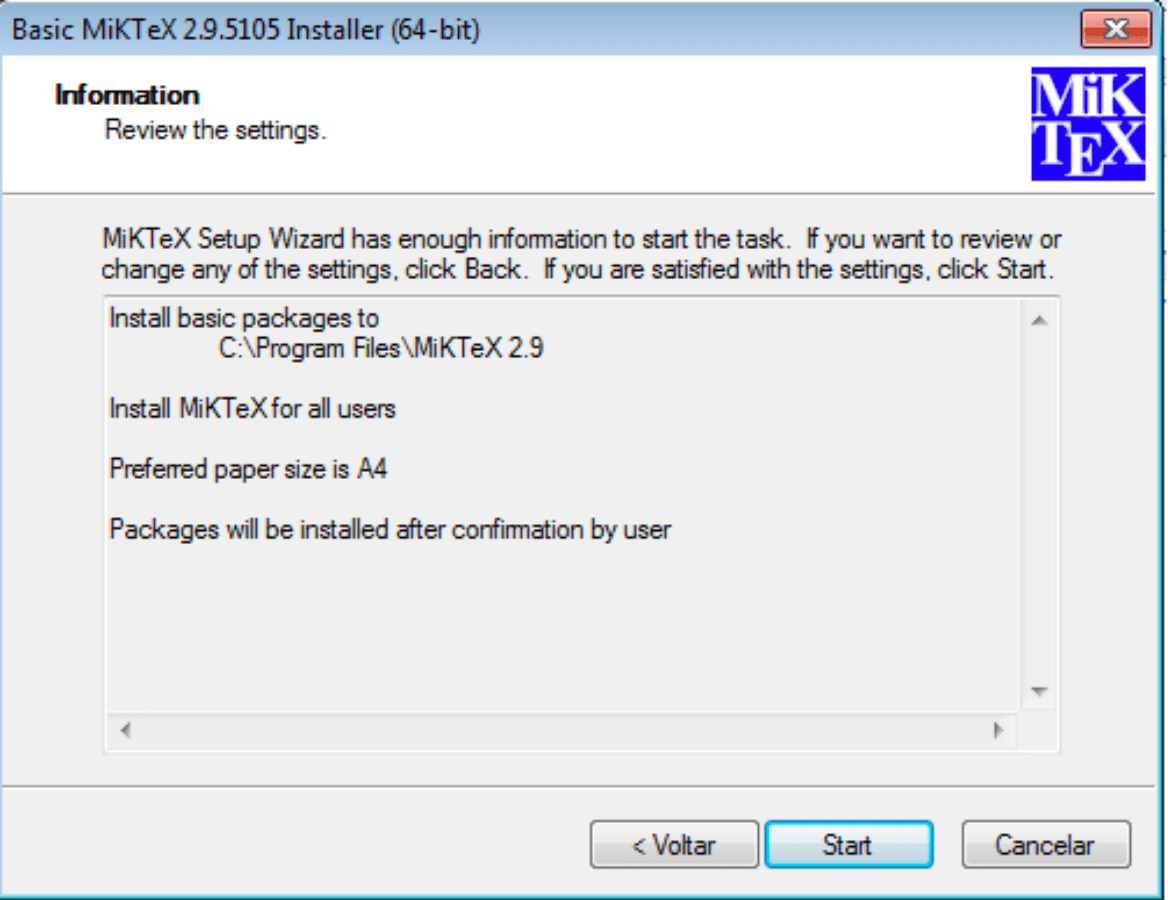 Basic MiKTeX 2.9.5105 Installer (64-bit)
Information
Review the settings.
MiK
TEX
MiKTeX Setup Wizard has enough information to start the task.  If you want to review or
change any of the settings, click Back.  If you are satisfied with the settings, click Start.
Install basic packages to
C:\Program Files\MiKTeX 2.9
Install MiKTeX for all users
Preferred paper size is A4
Packages will be installed after confirmation by user
< Voltar
Start
Cancelar